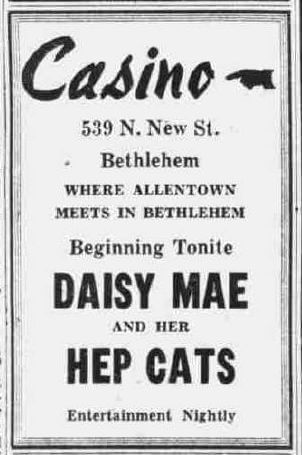 Casino
539 N. New St.
Bethlehem
WHERE ALLENTOWN
MEETS IN BETHLEHEM
Beginning Tonite
DAISY MAE
AND HER
HEP CATS
Entertainment Nightly